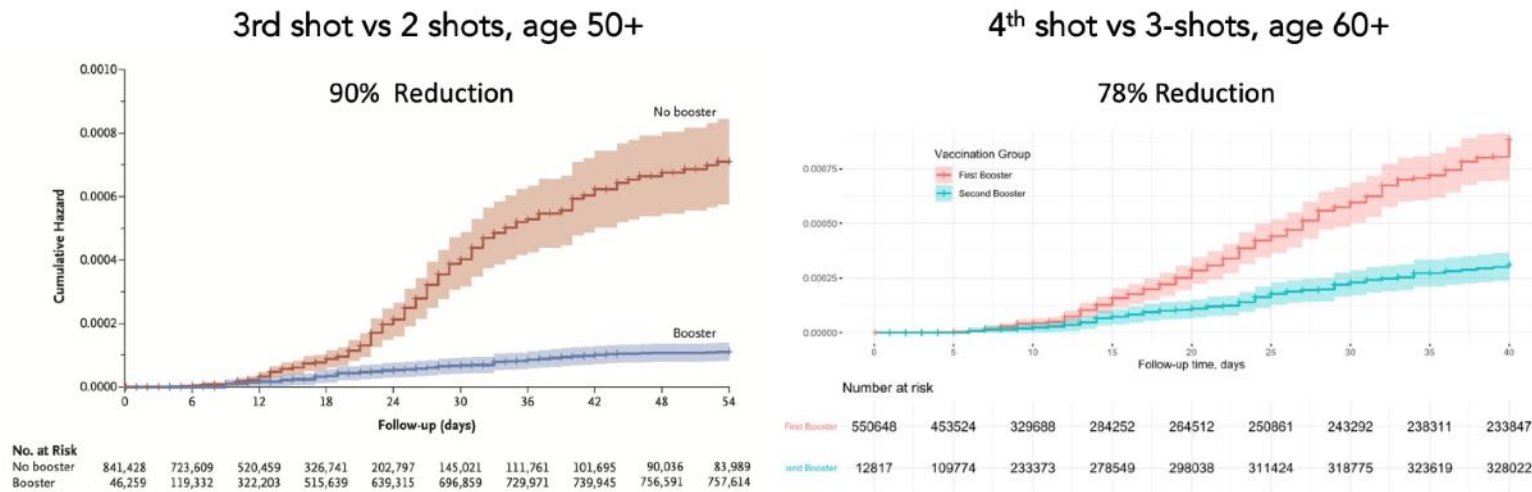 3rd shot vs 2 shots, age 50+
90% Reduction
0.0010
0.0008
0.0006
0.0004
0.0002
0.0000
Cumulative Hazard
No booster
Booster
0 6 12 18 24 30 36 42 48 54
Follow-up (days)
No. at Risk
No booster 841,428 723,609 520,459 326,741 202,797 145,021 111,761 101,695 90,036 83,989
Booster 46,259 119,332 322,203 515,639 639,315 696,859 729,971 739,945 756,591 757,614
4th shot vs 3-shots, age 60+
78% Reduction
Vaccination Group
First Booster
Second Booster
0.00075
0.00050
0.00025
0.00000
0 5 10 15 20 25 30 35 40
Follow-up time, days
Number at risk
First Booster 550648 453524 329688 284252 264512 250861 243292 238311 233847
ond Booster 12817 109774 233373 278549 298038 311424 318775 323619 328022